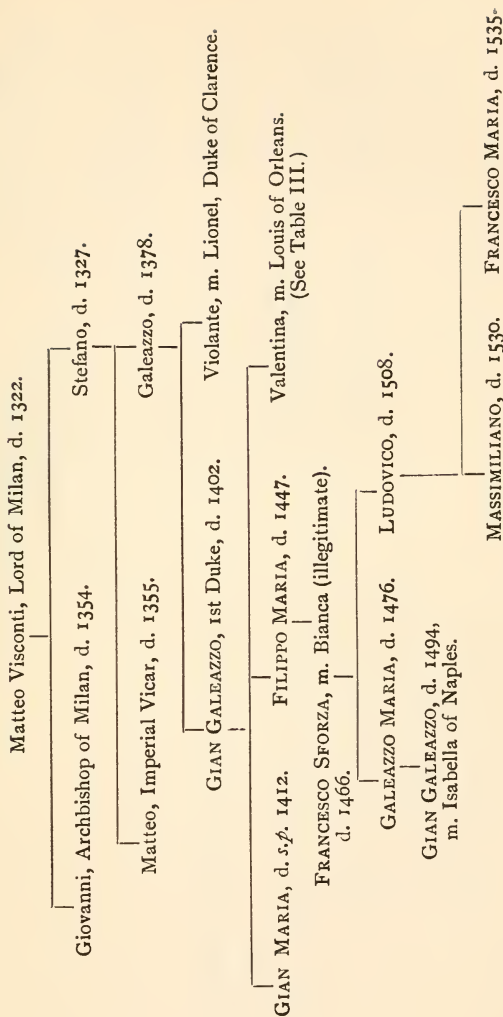 Matteo Visconti, Lord of Milan, d. 1322.
Giovanni, Archbishop of Milan, d. 1354.
Stefano, d. 1327.
Matteo, Imperial Vicar, d. 1355.
Galeazzo, d. 1378.
GIAN GALEAZZO, 1st Duke, d. 1402.
Violante, m. Lionel, Duke of Clarence.
GIAN MARIA, d. s.p. 1412.
FILIPPO MARIA, d. 1447.
Valentina, m. Louis of Orleans.
(See Table III.)
FRANCESCO SFORZA, m. Bianca (illegitimate).
d. 1466.
GALEAZZO MARIA, d. 1476.
LUDOVICO, d. 1508.
GIAN GALEAZZO, d. 1494,
m. Isabella of Naples.
MASSIMILIANO, d. 1530.
FRANCESCO MARIA, d. 1535.